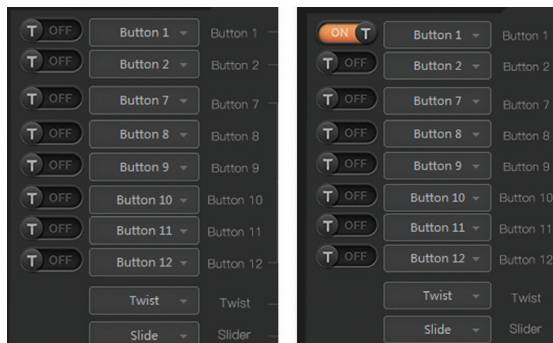 T OFF Button 1 Button 1
T OFF Button 2 Button 2
T OFF Button 7 Button 7
T OFF Button 8 Button 8
T OFF Button 9 Button 9
T OFF Button 10 Button 10
T OFF Button 11 Button 11
T OFF Button 12 Button 12
Twist Twist
Slide Slider
ON T Button 1 Button 1
T OFF Button 2 Button 2
T OFF Button 7 Button 7
T OFF Button 8 Button 8
T OFF Button 9 Button 9
T OFF Button 10 Button 10
T OFF Button 11 Button 11
T OFF Button 12 Button 12
Twist Twist
Slide Slider